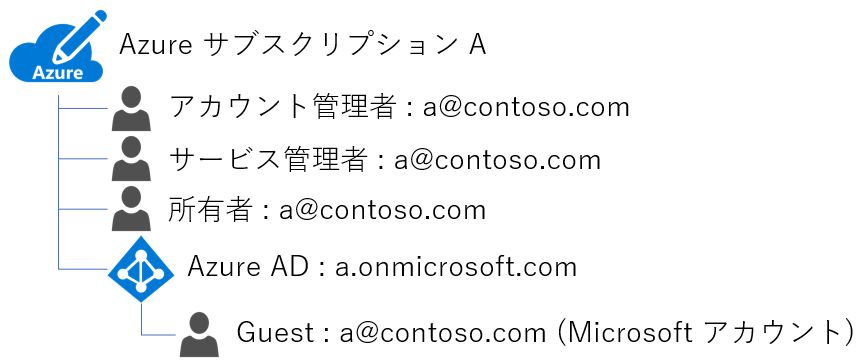 Azure サブスクリプション A
Azure
アカウント管理者 : a@contoso.com
サービス管理者 : a@contoso.com
所有者 : a@contoso.com
Azure AD : a.onmicrosoft.com
Guest : a@contoso.com (Microsoft アカウント)